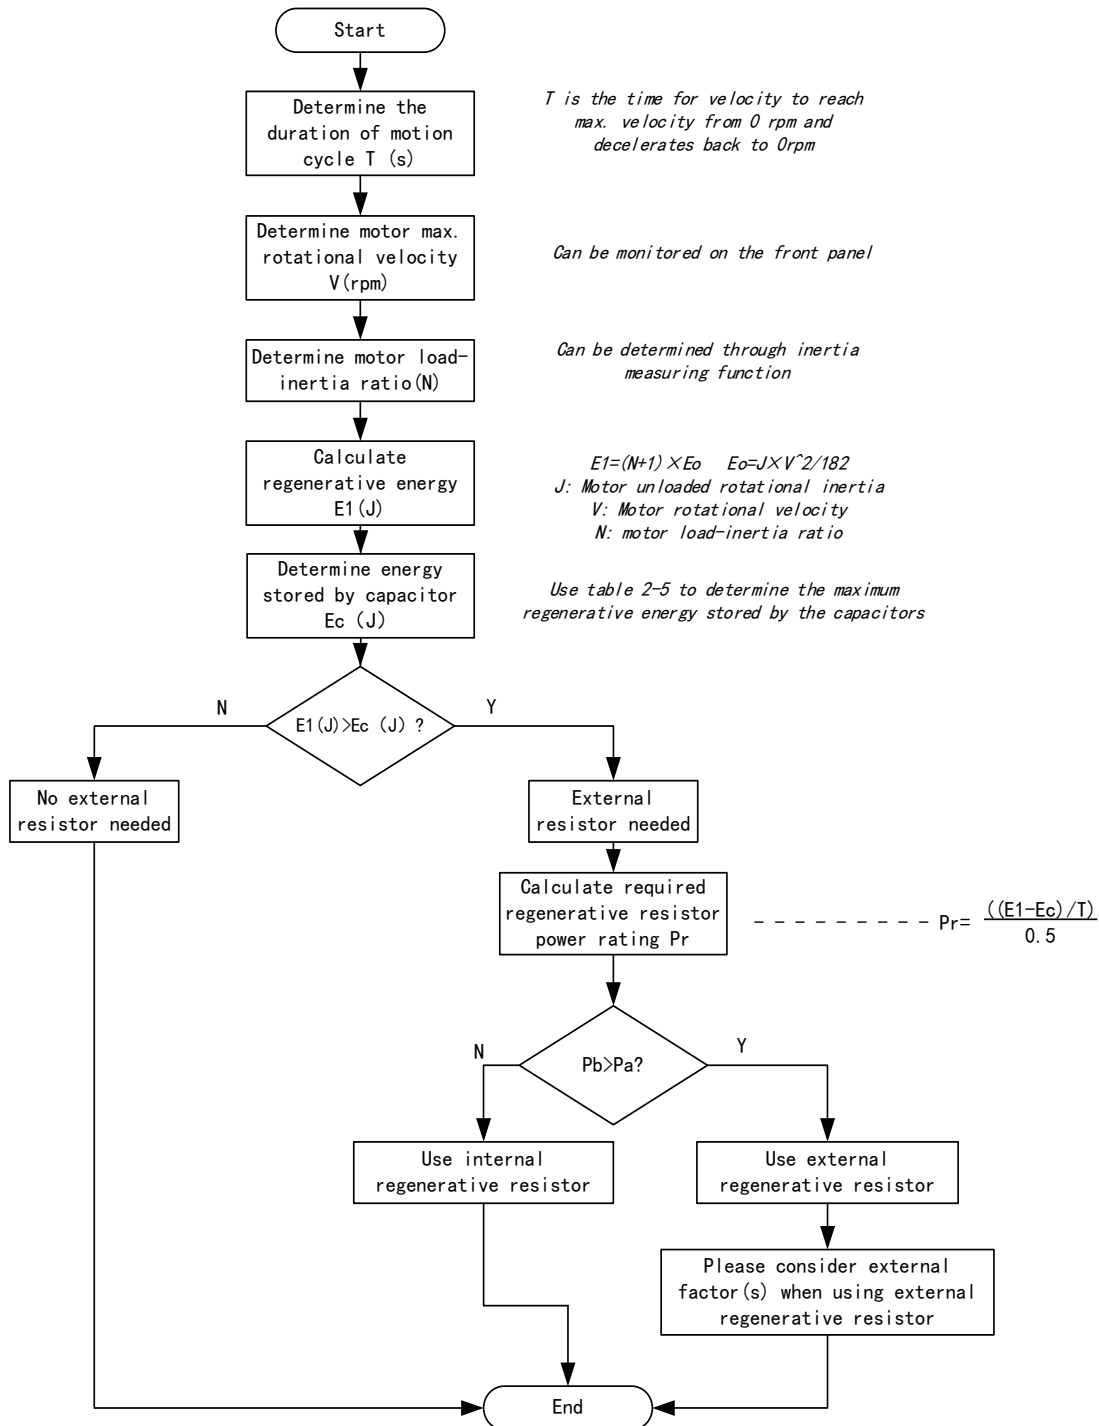 Start
Determine the
duration of motion
cycle T (s)
T is the time for velocity to reach
max. velocity from 0 rpm and
decelerates back to 0rpm
Determine motor max.
rotational velocity
V(rpm)
Can be monitored on the front panel
Determine motor load-
inertia ratio(N)
Can be determined through inertia
measuring function
Calculate
regenerative energy
E1(J)
E1=(N+1)×Eo Eo=J×V^2/182
J: Motor unloaded rotational inertia
V: Motor rotational velocity
N: motor load-inertia ratio
Determine energy
stored by capacitor
Ec (J)
Use table 2-5 to determine the maximum
regenerative energy stored by the capacitors
N
Y
E1(J)>Ec (J) ?
No external
resistor needed
External
resistor needed
Calculate required
regenerative resistor
power rating Pr
Pr= ((E1-Ec)/T)
0.5
N
Y
Pb>Pa?
Use internal
regenerative resistor
Use external
regenerative resistor
Please consider external
factor(s) when using external
regenerative resistor
End